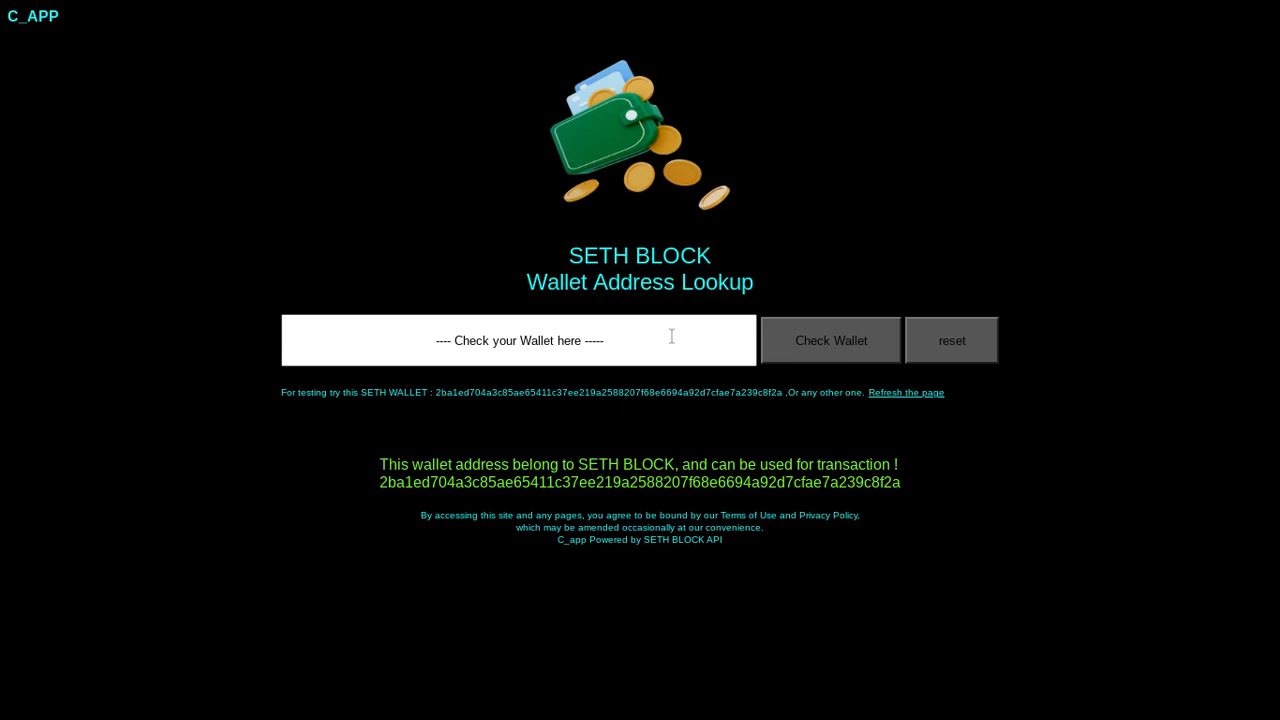 C_APP
SETH BLOCK
Wallet Address Lookup
---- Check your Wallet here -----
Check Wallet
reset
For testing try this SETH WALLET : 2ba1ed704a3c85ae65411c37ee219a2588207f68e6694a92d7cfae7a239c8f2a ,Or any other one. Refresh the page
This wallet address belong to SETH BLOCK, and can be used for transaction !
2ba1ed704a3c85ae65411c37ee219a2588207f68e6694a92d7cfae7a239c8f2a
By accessing this site and any pages, you agree to be bound by our Terms of Use and Privacy Policy,
which may be amended occasionally at our convenience.
C_app Powered by SETH BLOCK API